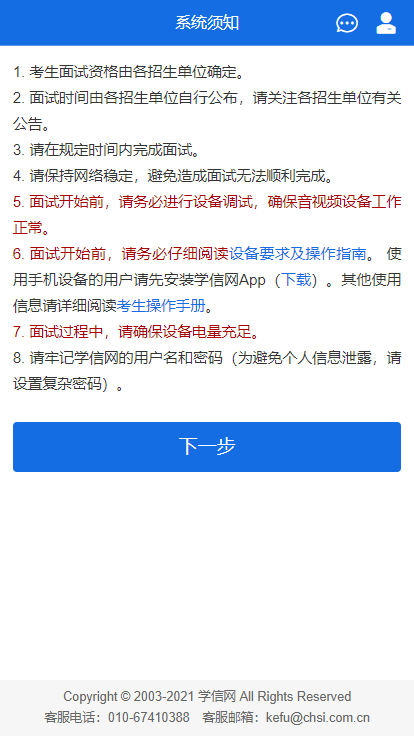 系统须知
1. 考生面试资格由各招生单位确定。
2. 面试时间由各招生单位自行公布，请关注各招生单位有关
公告。
3. 请在规定时间内完成面试。
4. 请保持网络稳定，避免造成面试无法顺利完成。
5. 面试开始前，请务必进行设备调试，确保音视频设备工作
正常。
6. 面试开始前，请务必仔细阅读设备要求及操作指南。 使
用手机设备的用户请先安装学信网App（下载）。其他使用
信息请详细阅读考生操作手册。
7. 面试过程中，请确保设备电量充足。
8. 请牢记学信网的用户名和密码（为避免个人信息泄露，请
设置复杂密码）。
下一步
Copyright © 2003-2021 学信网 All Rights Reserved
客服电话：010-67410388 客服邮箱：kefu@chsi.com.cn